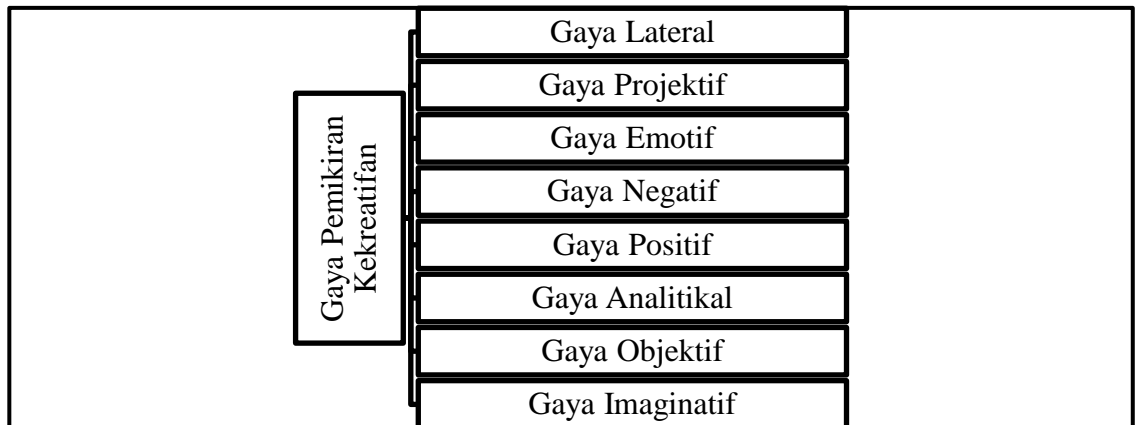 Gaya Lateral
Gaya Projektif
Gaya Emotif
Gaya Negatif
Gaya Positif
Gaya Analitikal
Gaya Objektif
Gaya Imaginatif
Gaya Pemikiran
Kekreatifan